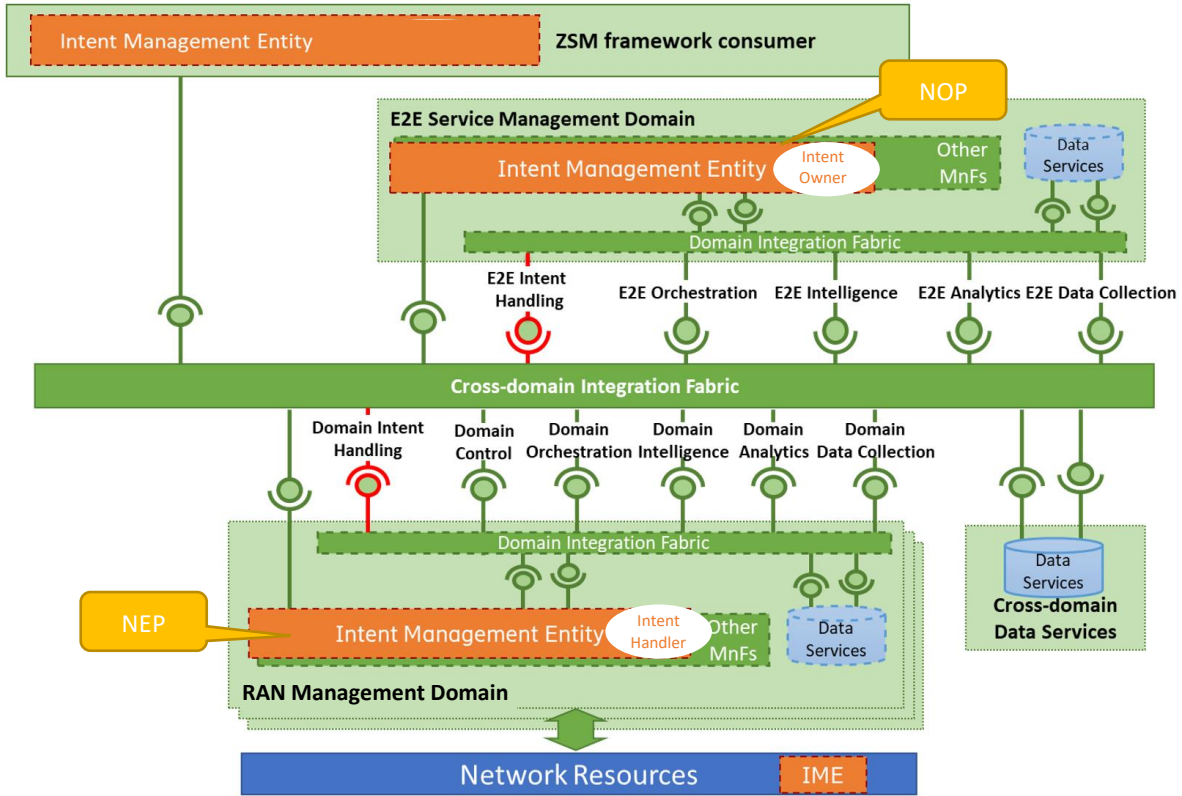 Intent Management Entity
ZSM framework consumer
NOP
E2E Service Management Domain
Intent Management Entity
Intent
Owner
Other
MnFs
Data
Services
Domain Integration Fabric
E2E Intent
Handling
E2E Orchestration
E2E Intelligence
E2E Analytics
E2E Data Collection
Cross-domain Integration Fabric
Domain Intent
Handling
Domain
Control
Domain
Orchestration
Domain
Intelligence
Domain
Analytics
Domain
Data Collection
Domain Integration Fabric
NEP
Intent Management Entity
Intent
Handler
Other
MnFs
Data
Services
RAN Management Domain
Data
Services
Cross-domain
Data Services
Network Resources
IME